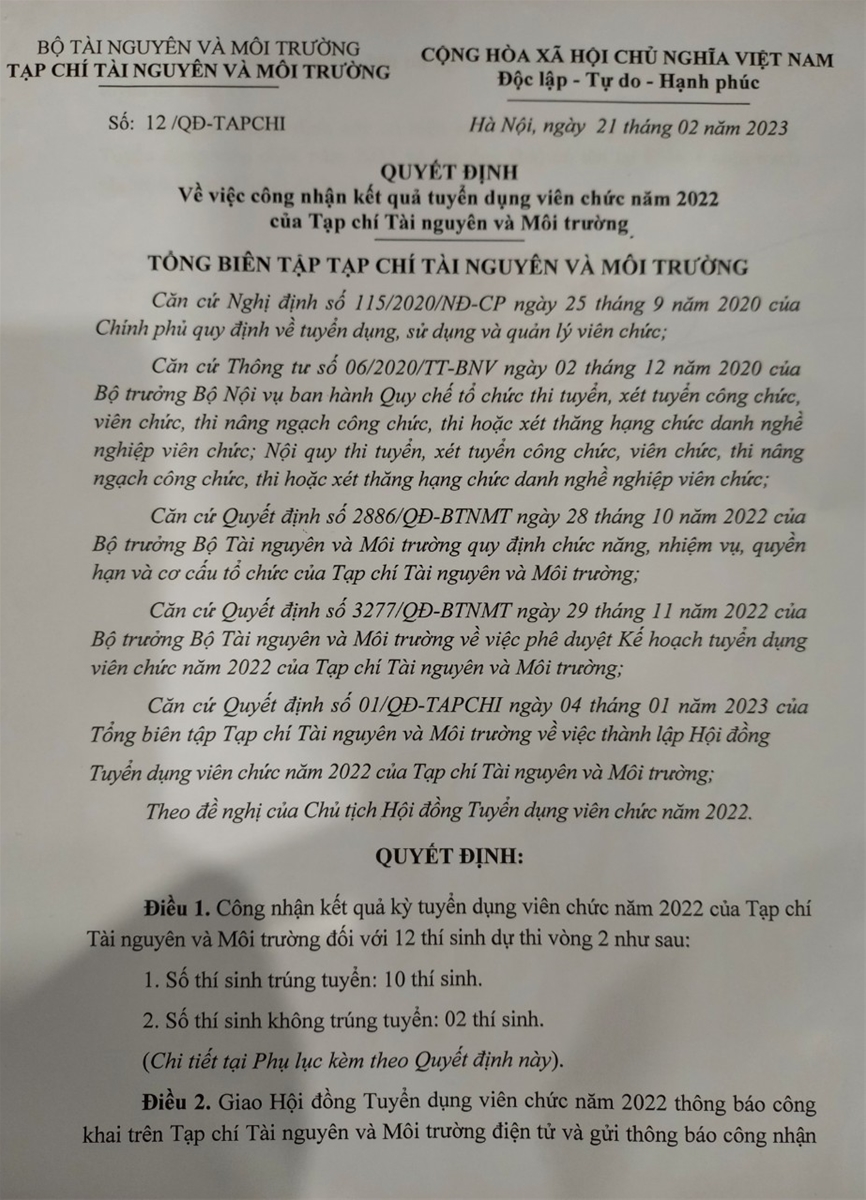 BỘ TÀI NGUYÊN VÀ MÔI TRƯỜNG
TẠP CHÍ TÀI NGUYÊN VÀ MÔI TRƯỜNG
CỘNG HÒA XÃ HỘI CHỦ NGHĨA VIỆT NAM
Độc lập - Tự do - Hạnh phúc
Số: 12 /QĐ-TAPCHI
Hà Nội, ngày 21 tháng 02 năm 2023
QUYẾT ĐỊNH
Về việc công nhận kết quả tuyển dụng viên chức năm 2022
của Tạp chí Tài nguyên và Môi trường
TỔNG BIÊN TẬP TẠP CHÍ TÀI NGUYÊN VÀ MÔI TRƯỜNG
Căn cứ Nghị định số 115/2020/NĐ-CP ngày 25 tháng 9 năm 2020 của
Chính phủ quy định về tuyển dụng, sử dụng và quản lý viên chức;
Căn cứ Thông tư số 06/2020/TT-BNV ngày 02 tháng 12 năm 2020 của
Bộ trưởng Bộ Nội vụ ban hành Quy chế tổ chức thi tuyển, xét tuyển công chức,
viên chức, thi nâng ngạch công chức, thi hoặc xét thăng hạng chức danh nghề
nghiệp viên chức; Nội quy thi tuyển, xét tuyển công chức, viên chức, thi nâng
ngạch công chức, thi hoặc xét thăng hạng chức danh nghề nghiệp viên chức;
Căn cứ Quyết định số 2886/QĐ-BTNMT ngày 28 tháng 10 năm 2022 của
Bộ trưởng Bộ Tài nguyên và Môi trường quy định chức năng, nhiệm vụ, quyền
hạn và cơ cấu tổ chức của Tạp chí Tài nguyên và Môi trường;
Căn cứ Quyết định số 3277/QĐ-BTNMT ngày 29 tháng 11 năm 2022 của
Bộ trưởng Bộ Tài nguyên và Môi trường về việc phê duyệt Kế hoạch tuyển dụng
viên chức năm 2022 của Tạp chí Tài nguyên và Môi trường;
Căn cứ Quyết định số 01/QĐ-TAPCHI ngày 04 tháng 01 năm 2023 của
Tổng biên tập Tạp chí Tài nguyên và Môi trường về việc thành lập Hội đồng
Tuyển dụng viên chức năm 2022 của Tạp chí Tài nguyên và Môi trường;
Theo đề nghị của Chủ tịch Hội đồng Tuyển dụng viên chức năm 2022.
QUYẾT ĐỊNH:
Điều 1. Công nhận kết quả kỳ tuyển dụng viên chức năm 2022 của Tạp chí
Tài nguyên và Môi trường đối với 12 thí sinh dự thi vòng 2 như sau:
1. Số thí sinh trúng tuyển: 10 thí sinh.
2. Số thí sinh không trúng tuyển: 02 thí sinh.
(Chi tiết tại Phụ lục kèm theo Quyết định này).
Điều 2. Giao Hội đồng Tuyển dụng viên chức năm 2022 thông báo công
khai trên Tạp chí Tài nguyên và Môi trường điện tử và gửi thông báo công nhận